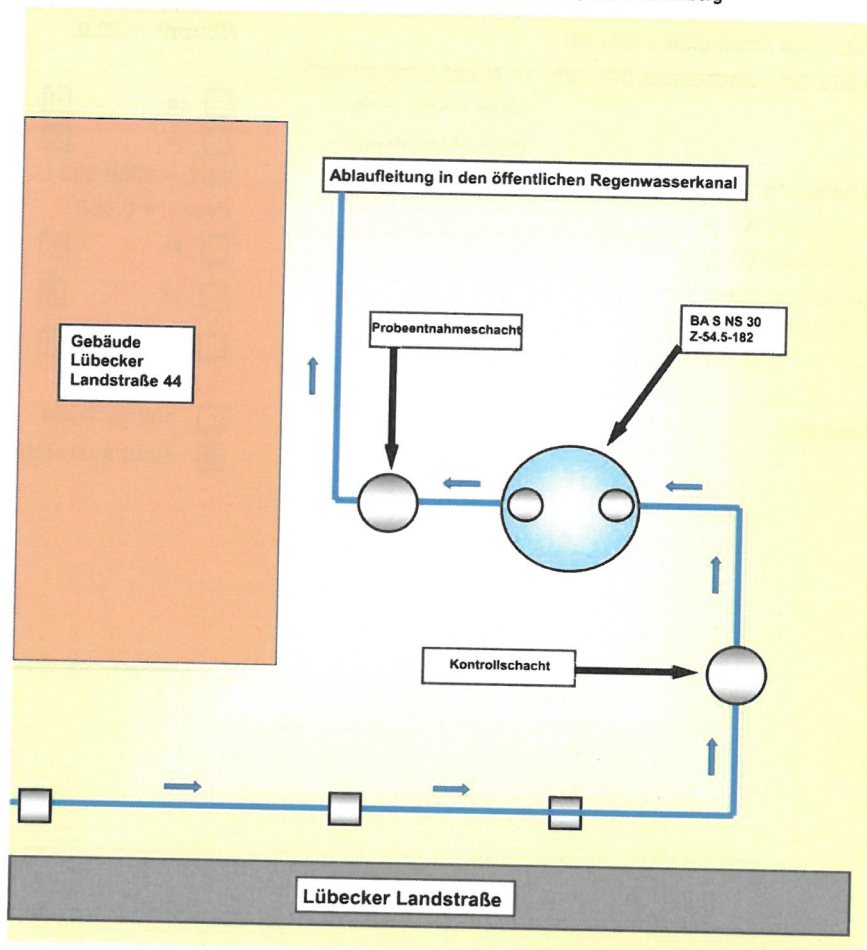 Ablaufleitung in den öffentlichen Regenwasserkanal
Probeentnahmeschacht
BA S NS 30
Z-54.5-182
Gebäude
Lübecker
Landstraße 44
Kontrollschacht
Lübecker Landstraße